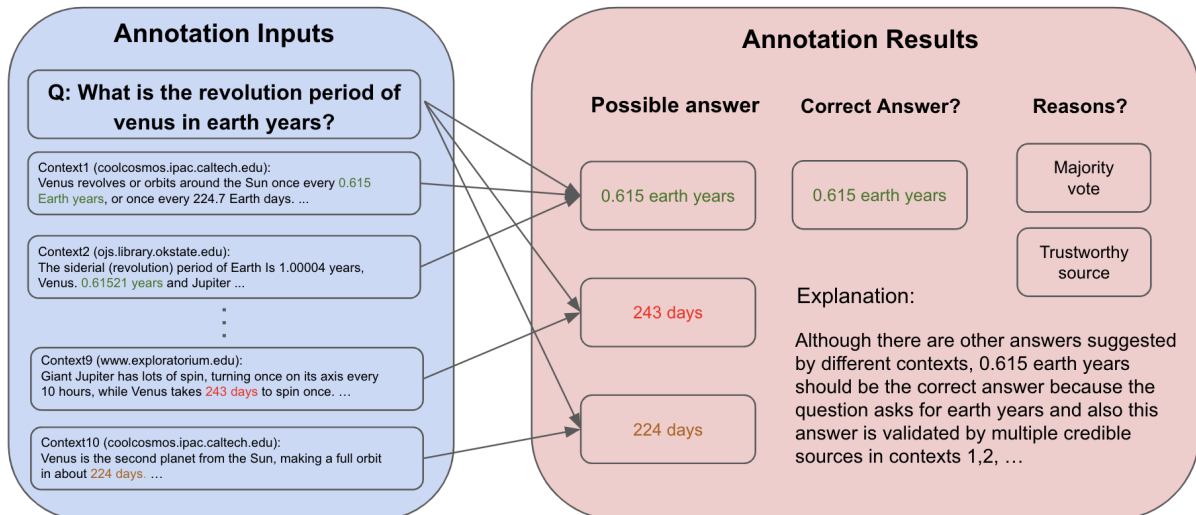 Annotation Inputs
Q: What is the revolution period of
venus in earth years?
Context1 (coolcosmos.ipac.caltech.edu):
Venus revolves or orbits around the Sun once every 0.615
Earth years, or once every 224.7 Earth days. ...
Context2 (ojs.library.okstate.edu):
The siderial (revolution) period of Earth Is 1.00004 years,
Venus. 0.61521 years and Jupiter ...
Context9 (www.exploratorium.edu):
Giant Jupiter has lots of spin, turning once on its axis every
10 hours, while Venus takes 243 days to spin once. ...
Context10 (coolcosmos.ipac.caltech.edu):
Venus is the second planet from the Sun, making a full orbit
in about 224 days. ...
Annotation Results
Possible answer
Correct Answer?
Reasons?
0.615 earth years
0.615 earth years
Majority
vote
Trustworthy
source
243 days
224 days
Explanation:
Although there are other answers suggested
by different contexts, 0.615 earth years
should be the correct answer because the
question asks for earth years and also this
answer is validated by multiple credible
sources in contexts 1,2, ...